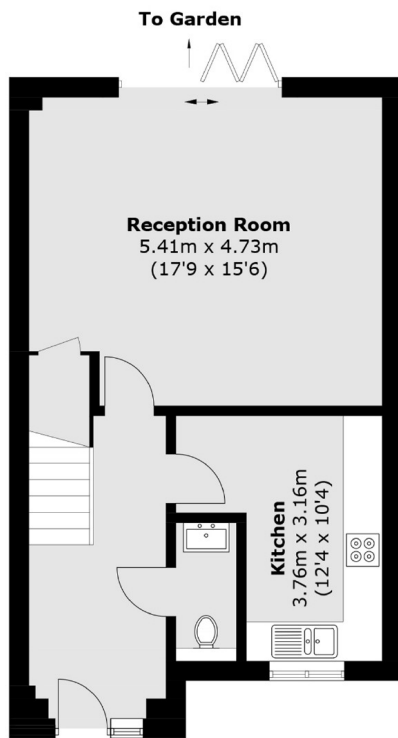 To Garden
Reception Room
5.41m x 4.73m
(17'9 x 15'6)
Kitchen
3.76m x 3.16m
(12'4 x 10'4)